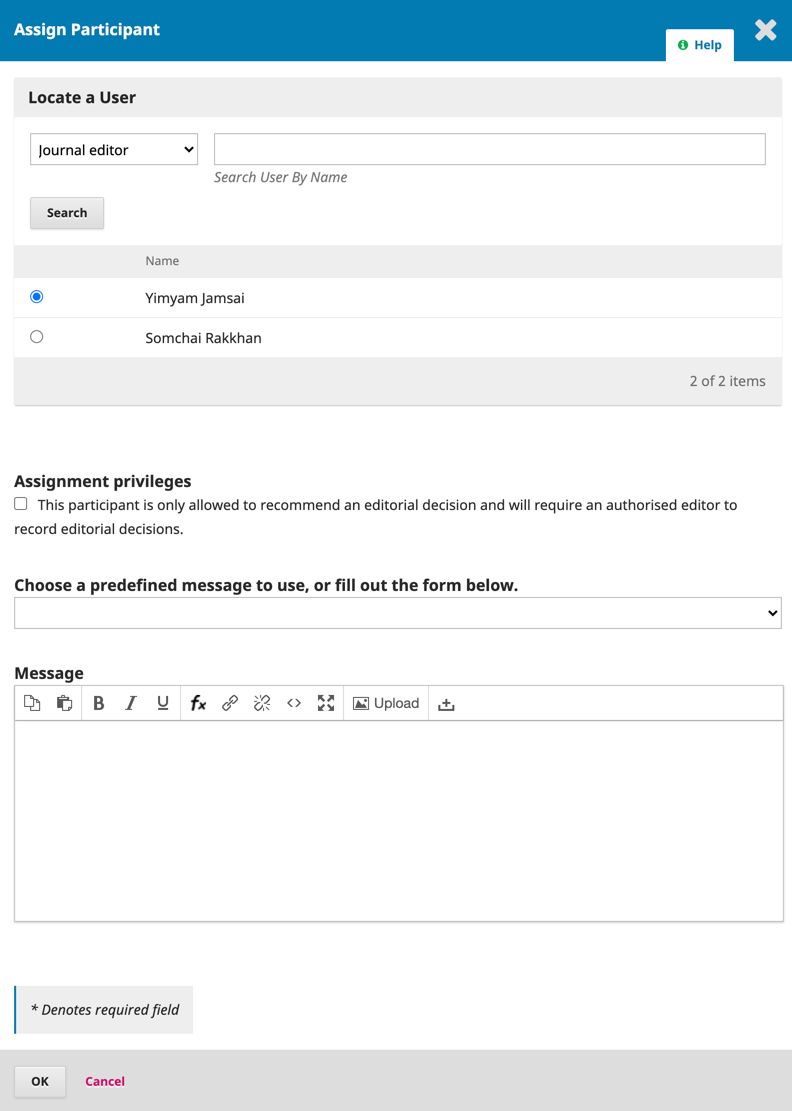 Assign Participant
Help
Locate a User
Journal editor
Search User By Name
Search
Name
Yimyam Jamsai
Somchai Rakkhan
2 of 2 items
Assignment privileges
This participant is only allowed to recommend an editorial decision and will require an authorised editor to
record editorial decisions.
Choose a predefined message to use, or fill out the form below.
Message
B I U fx <> Upload
* Denotes required field
OK Cancel